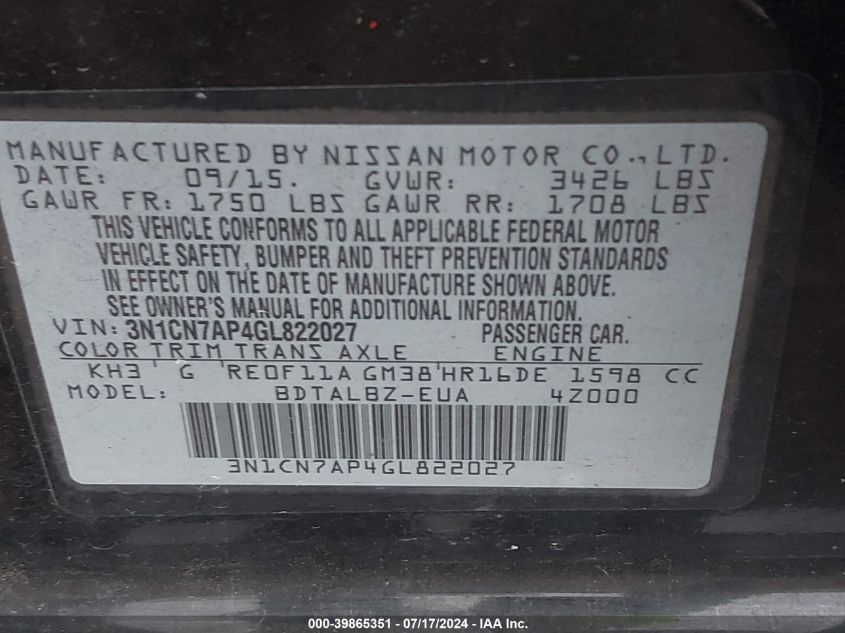 MANUFACTURED BY NISSAN MOTOR CO., LTD.
DATE: 09/15. GVWR: 3426 LBS
GAWR FR: 1750 LBS GAWR RR: 1708 LBS
THIS VEHICLE CONFORMS TO ALL APPLICABLE FEDERAL MOTOR
VEHICLE SAFETY, BUMPER AND THEFT PREVENTION STANDARDS
IN EFFECT ON THE DATE OF MANUFACTURE SHOWN ABOVE.
SEE OWNER'S MANUAL FOR ADDITIONAL INFORMATION.
VIN: 3N1CN7AP4GL822027 PASSENGER CAR.
COLOR TRIM TRANS AXLE ENGINE
KH3 G RE0F11A GM38 HR16DE 1598 CC
MODEL: BDTALBZ-EUA 4Z000
3N1CN7AP4GL822027
000-39865351 - 07/17/2024 - IAA Inc.